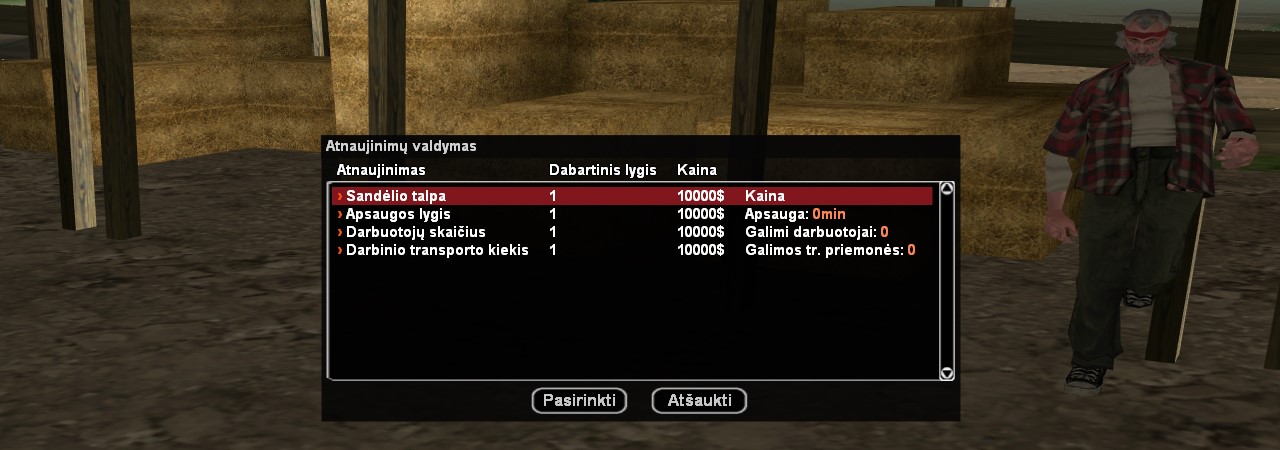 Atnaujinimų valdymas
Atnaujinimas Dabartinis lygis Kaina
› Sandėlio talpa 1 10000$ Kaina
› Apsaugos lygis 1 10000$ Apsauga: 0min
› Darbuotojų skaičius 1 10000$ Galimi darbuotojai: 0
› Darbinio transporto kiekis 1 10000$ Galimos tr. priemonės: 0
Pasirinkti Atšaukti